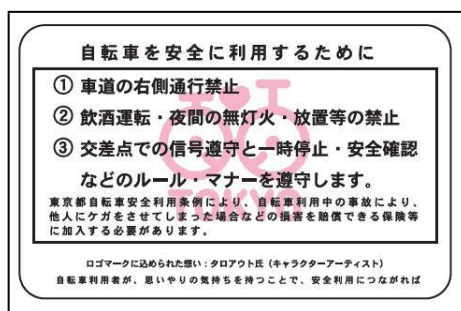 自転車を安全に利用するために
① 車道の右側通行禁止
② 飲酒運転・夜間の無灯火・放置等の禁止
③ 交差点での信号遵守と一時停止・安全確認
などのルール・マナーを遵守します。
東京都自転車安全利用条例により、自転車利用中の事故により、
他人にケガをさせてしまった場合などの損害を賠償できる保険等
に加入する必要があります。
TOKYO
ロゴマークに込められた想い：タロアウト氏（キャラクターアーティスト）
自転車利用者が、思いやりの気持ちを持つことで、安全利用につながれば